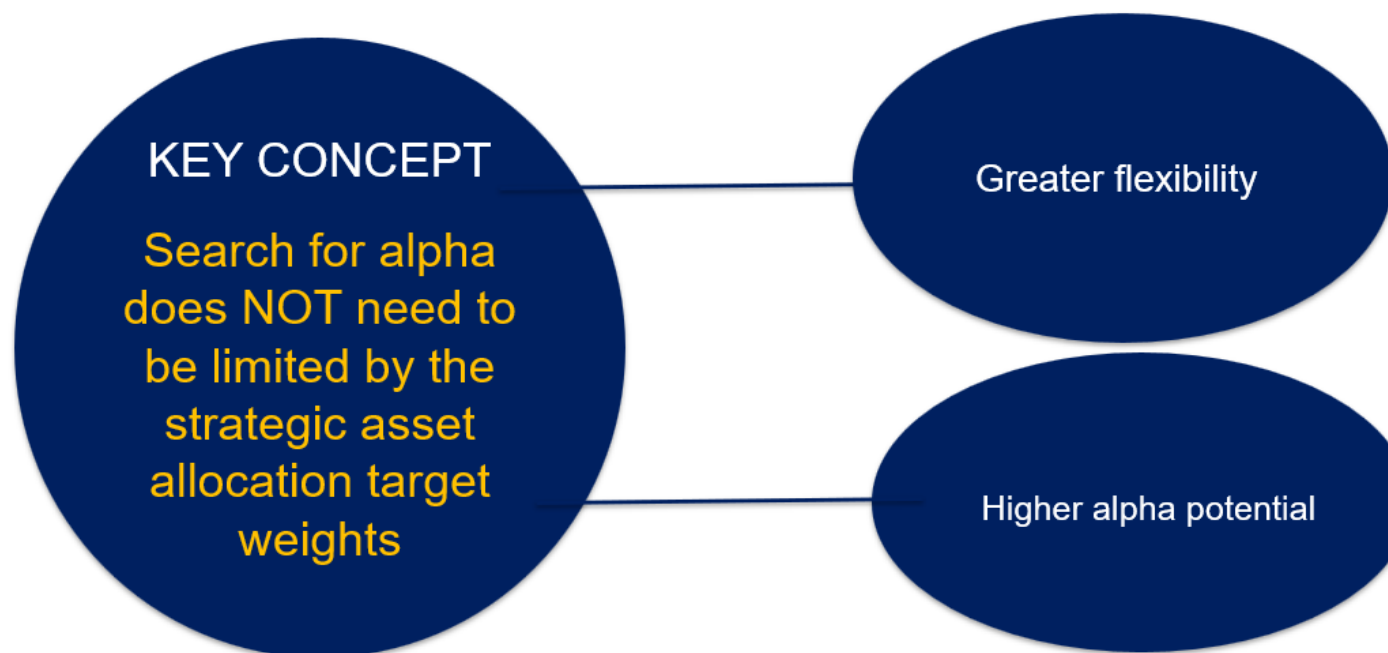 KEY CONCEPT
Search for alpha
does NOT need to
be limited by the
strategic asset
allocation target
weights
Greater flexibility
Higher alpha potential